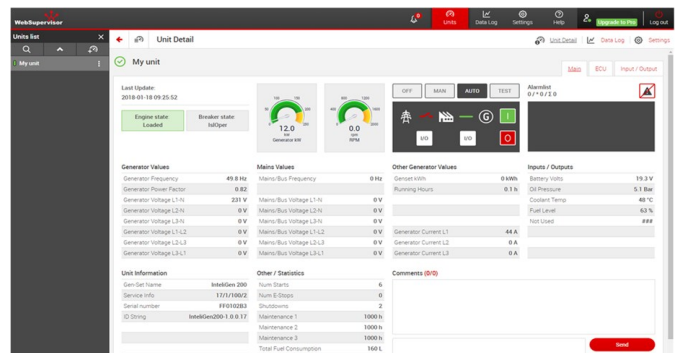 WebSupervisor
Units
Data Log
Settings
Help
Upgrade to Pro
Log out
Units list
×
Unit Detail
Unit Detail
Data Log
Settings
My unit
My unit
Main
ECU
Input / Output
Last Update:
2018-01-18 09:25:52
Engine state
Loaded
Breaker state
IslOper
12.0
kW
Generator kW
0.0
rpm
RPM
OFF
MAN
AUTO
TEST
G
I
I/O
I/O
O
Alarmlist
0 / * 0 / Σ 0
Generator Values
Generator Frequency 49.8 Hz
Generator Power Factor 0.82
Generator Voltage L1-N 231 V
Generator Voltage L2-N 0 V
Generator Voltage L3-N 0 V
Generator Voltage L1-L2 0 V
Generator Voltage L2-L3 0 V
Generator Voltage L3-L1 0 V
Mains Values
Mains/Bus Frequency 0 Hz
Mains/Bus Voltage L1-N 0 V
Mains/Bus Voltage L2-N 0 V
Mains/Bus Voltage L3-N 0 V
Mains/Bus Voltage L1-L2 0 V
Mains/Bus Voltage L2-L3 0 V
Mains/Bus Voltage L3-L1 0 V
Other Generator Values
Genset kWh 0 kWh
Running Hours 0.1 h
Generator Current L1 44 A
Generator Current L2 0 A
Generator Current L3 0 A
Inputs / Outputs
Battery Volts 19.3 V
Oil Pressure 5.1 Bar
Coolant Temp 48 °C
Fuel Level 63 %
Not Used ###
Unit Information
Gen-Set Name InteliGen 200
Service Info 17/1/100/2
Serial number FF0102B3
ID String InteliGen200-1.0.0.17
Other / Statistics
Num Starts 6
Num E-Stops 0
Shutdowns 2
Maintenance 1 1000 h
Maintenance 2 1000 h
Maintenance 3 1000 h
Total Fuel Consumption 160 L
Comments (0/0)
Send